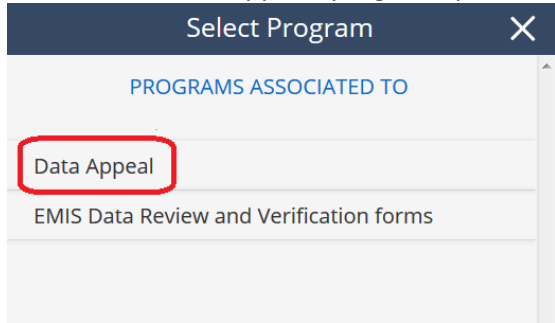 Select Program
PROGRAMS ASSOCIATED TO
Data Appeal
EMIS Data Review and Verification forms